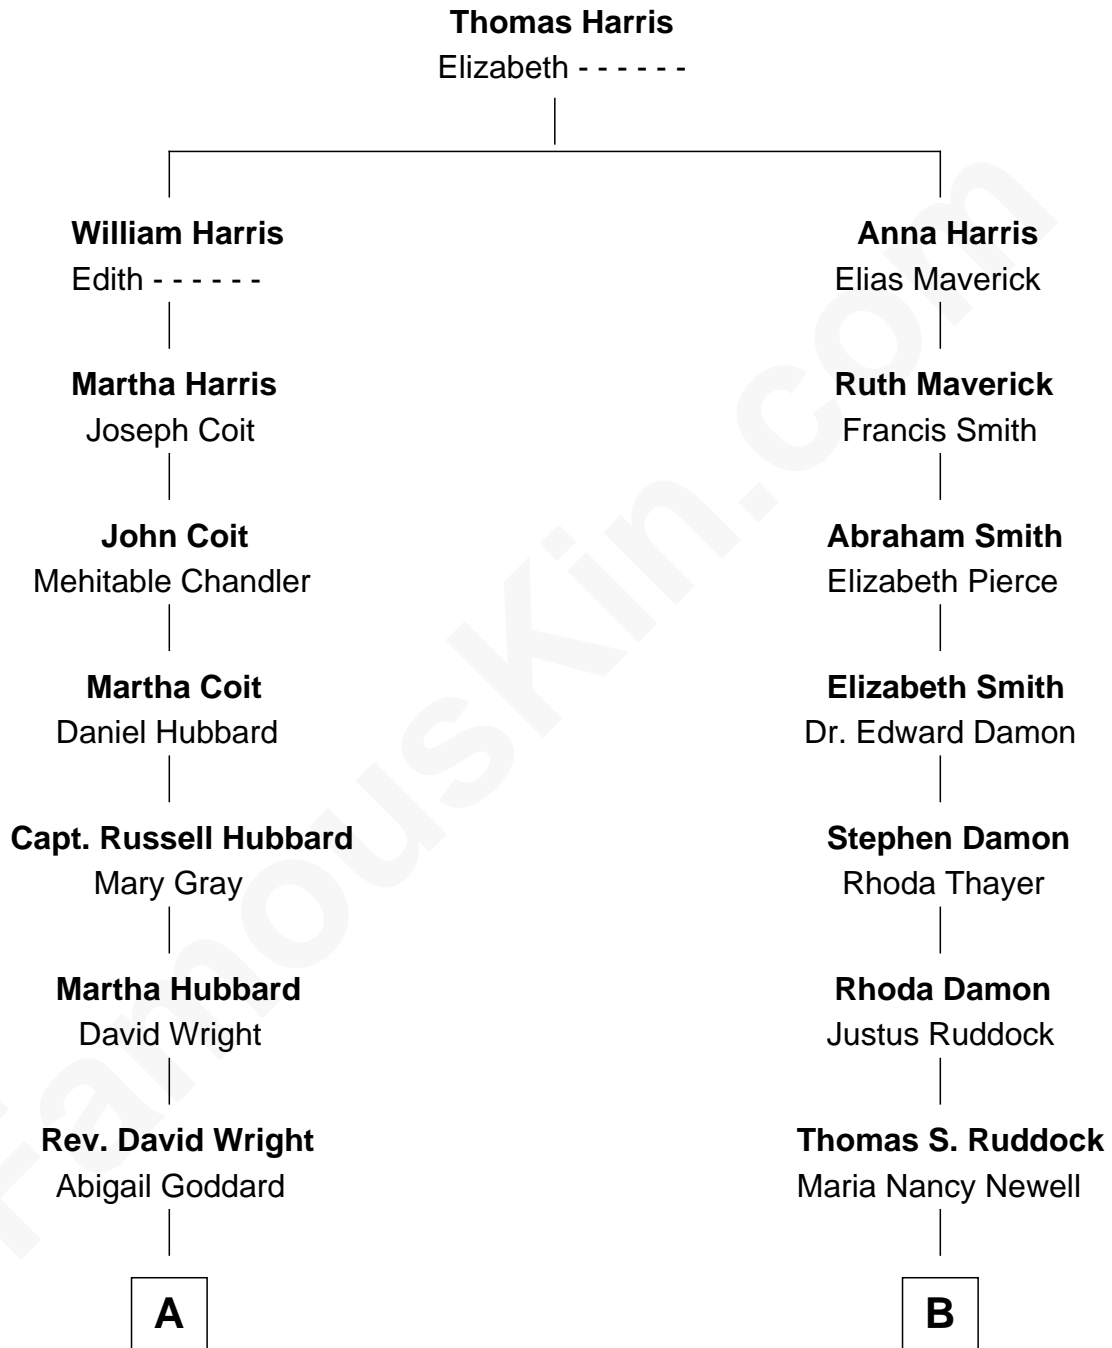 Thomas Harris
Elizabeth - - - - - -
William Harris
Edith - - - - - -
Anna Harris
Elias Maverick
Martha Harris
Joseph Coit
Ruth Maverick
Francis Smith
John Coit
Mehitable Chandler
Abraham Smith
Elizabeth Pierce
Martha Coit
Daniel Hubbard
Elizabeth Smith
Dr. Edward Damon
Capt. Russell Hubbard
Mary Gray
Stephen Damon
Rhoda Thayer
Martha Hubbard
David Wright
Rhoda Damon
Justus Ruddock
Rev. David Wright
Abigail Goddard
Thomas S. Ruddock
Maria Nancy Newell
A
B
FamousKin.com